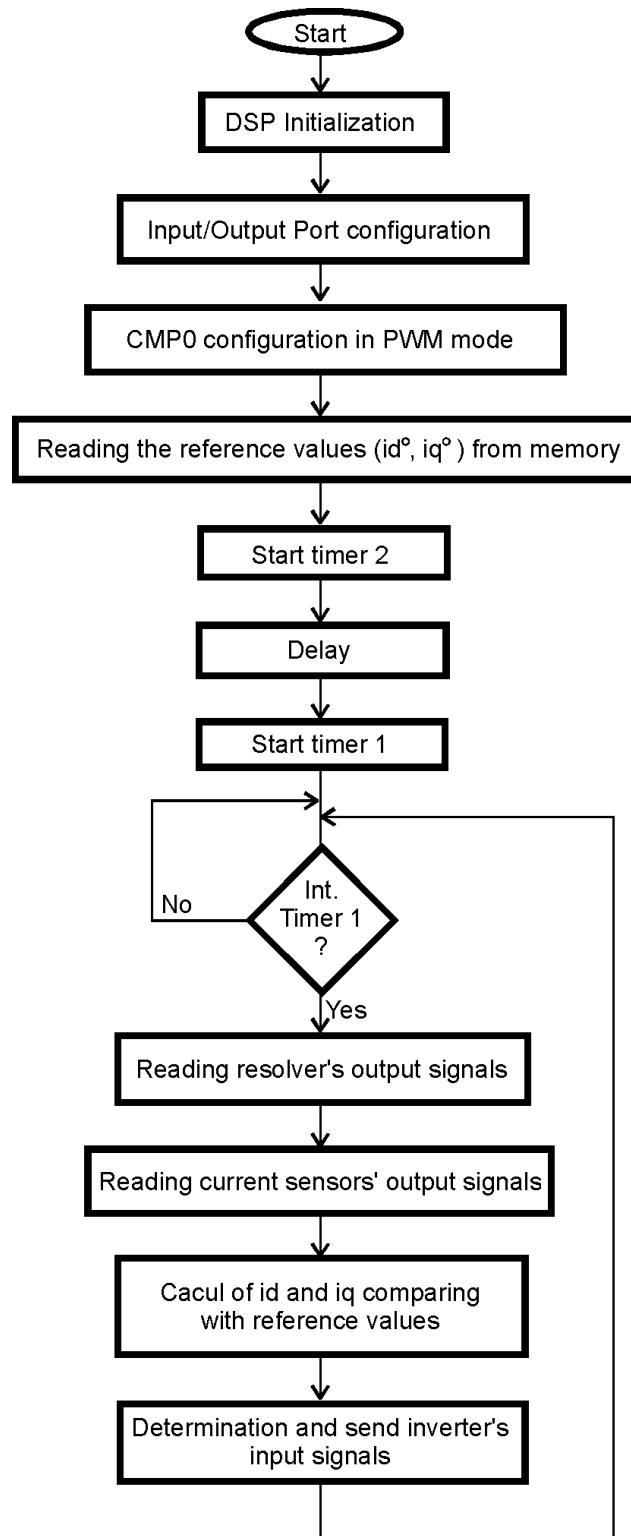 Start
DSP Initialization
Input/Output Port configuration
CMP0 configuration in PWM mode
Reading the reference values (id°, iq° ) from memory
Start timer 2
Delay
Start timer 1
Int.
Timer 1
?
No
Yes
Reading resolver's output signals
Reading current sensors' output signals
Cacul of id and iq comparing
with reference values
Determination and send inverter's
input signals